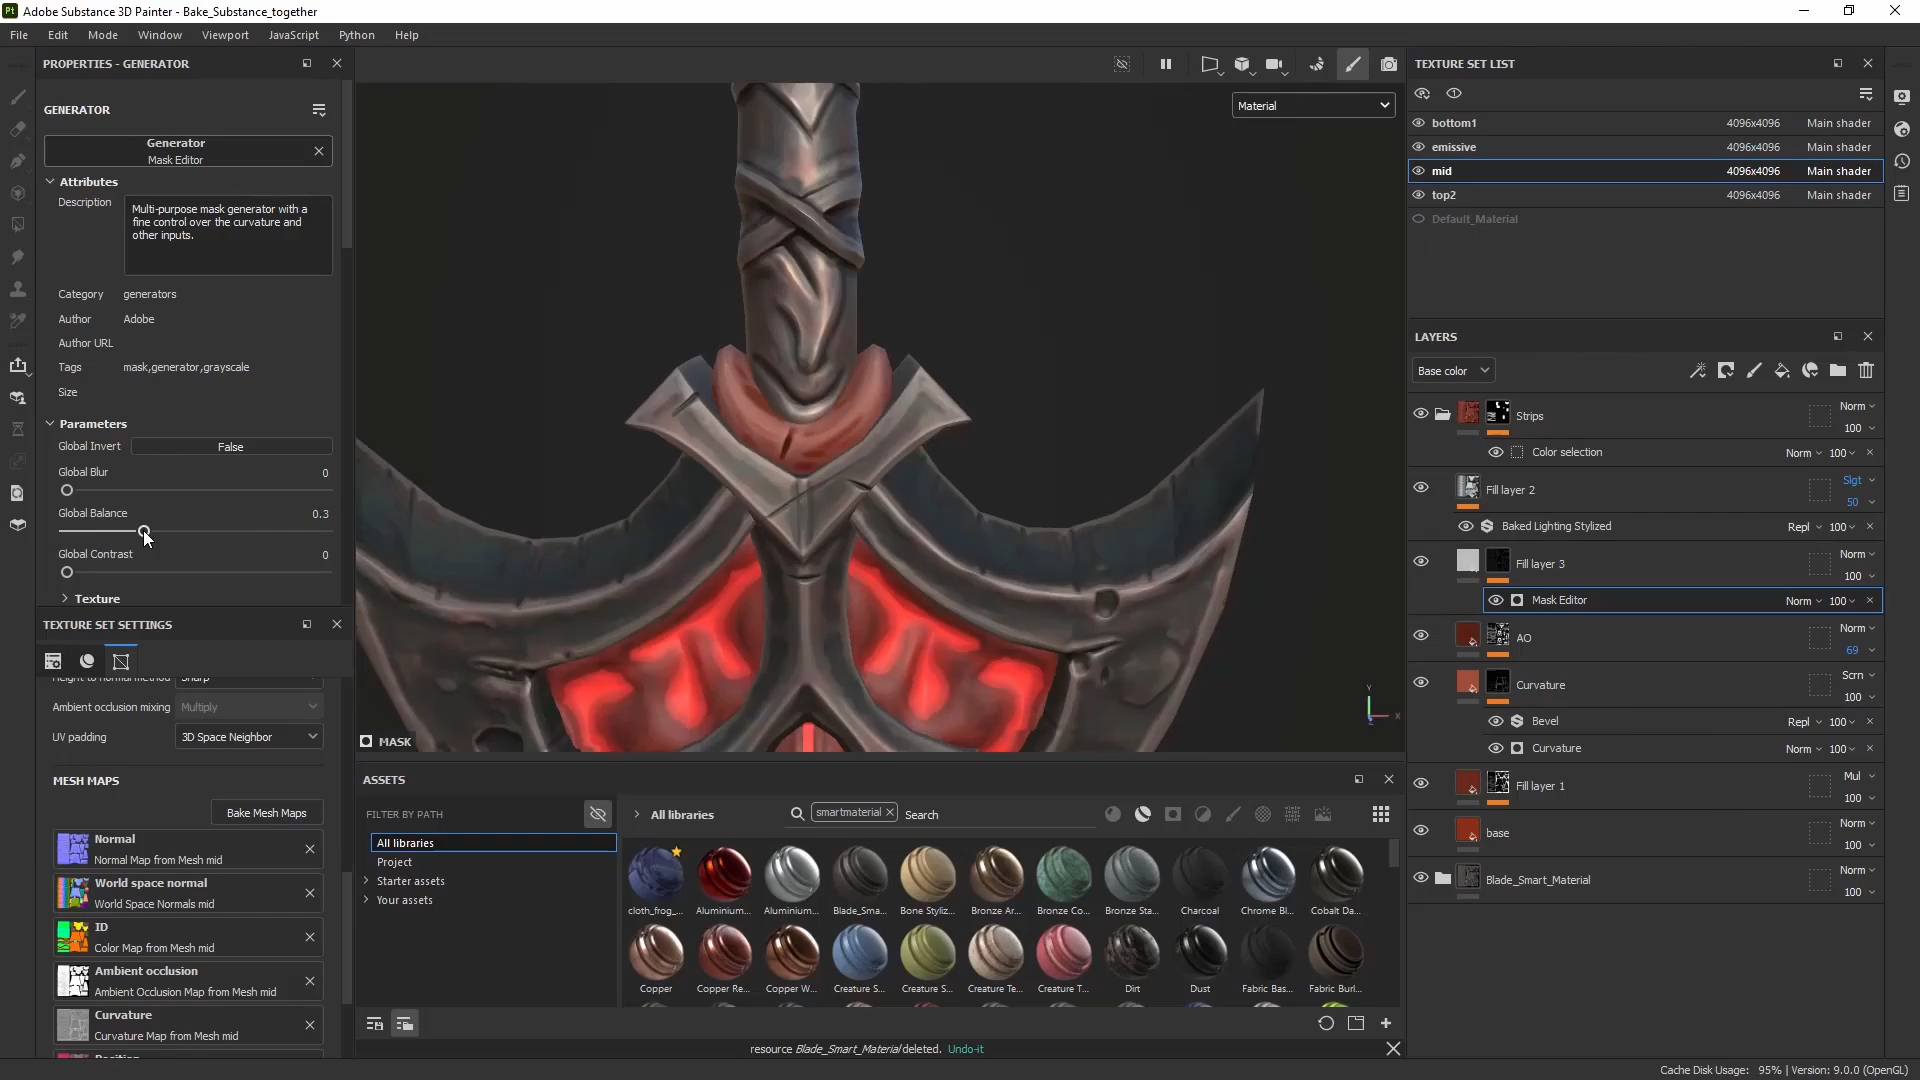 Adobe Substance 3D Painter - Bake_Substance_together
File Edit Mode Window Viewport JavaScript Python Help
PROPERTIES - GENERATOR
GENERATOR
Generator
Mask Editor
Attributes
Description
Multi-purpose mask generator with a
fine control over the curvature and
other inputs.
Category generators
Author Adobe
Author URL
Tags mask,generator,grayscale
Size
Parameters
Global Invert False
Global Blur 0
Global Balance 0.3
Global Contrast 0
Texture
TEXTURE SET SETTINGS
Ambient occlusion mixing Multiply
UV padding 3D Space Neighbor
MESH MAPS
Bake Mesh Maps
Normal
Normal Map from Mesh mid
World space normal
World Space Normals mid
ID
Color Map from Mesh mid
Ambient occlusion
Ambient Occlusion Map from Mesh mid
Curvature
Curvature Map from Mesh mid
Material
Y
X
MASK
ASSETS
FILTER BY PATH
All libraries
Project
Starter assets
Your assets
All libraries
smartmaterial
Search
cloth_frog_... Aluminium... Aluminium... Blade_Sma... Bone Styliz... Bronze Ar... Bronze Co... Bronze Sta... Charcoal Chrome Bl... Cobalt Da...
Copper Copper Re... Copper W... Creature S... Creature S... Creature Te... Creature T... Dirt Dust Fabric Bas... Fabric Burl...
resource Blade_Smart_Material deleted. Undo-it
TEXTURE SET LIST
bottom1 4096x4096 Main shader
emissive 4096x4096 Main shader
mid 4096x4096 Main shader
top2 4096x4096 Main shader
Default_Material
LAYERS
Base color
Strips Norm
100
Color selection Norm 100
Fill layer 2 Slgt
50
Baked Lighting Stylized Repl 100
Fill layer 3 Norm
100
Mask Editor Norm 100
AO Norm
69
Curvature Scrn
100
Bevel Repl 100
Curvature Norm 100
Fill layer 1 Mul
100
base Norm
100
Blade_Smart_Material Norm
100
Cache Disk Usage: 95% | Version: 9.0.0 (OpenGL)